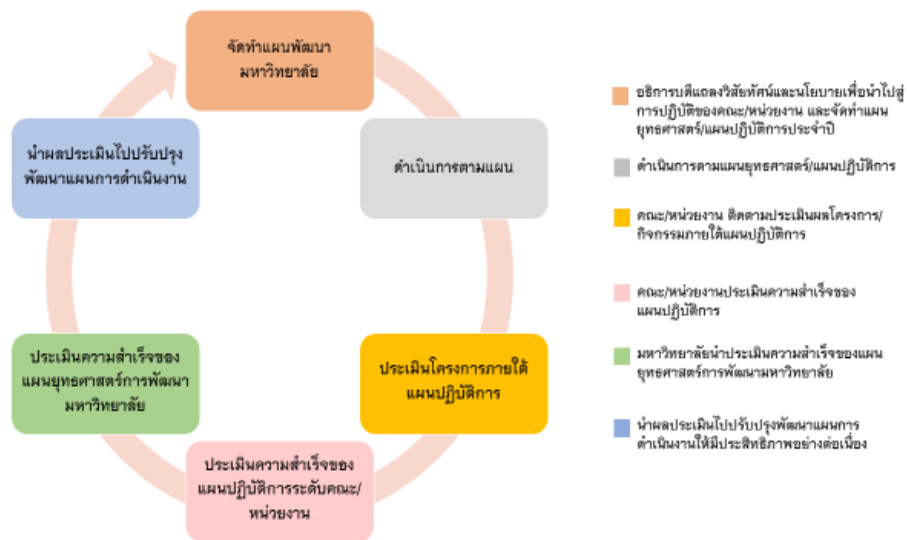 จัดทำแผนพัฒนา
มหาวิทยาลัย
นำผลประเมินไปปรับปรุง
พัฒนาแผนการดำเนินงาน
ดำเนินการตามแผน
ประเมินความสำเร็จของ
แผนยุทธศาสตร์การพัฒนา
มหาวิทยาลัย
ประเมินโครงการภายใต้
แผนปฏิบัติการ
ประเมินความสำเร็จของ
แผนปฏิบัติการระดับคณะ/
หน่วยงาน
อธิการบดีแถลงวิสัยทัศน์และนโยบายเพื่อนำไปสู่
การปฏิบัติของคณะ/หน่วยงาน และจัดทำแผน
ยุทธศาสตร์/แผนปฏิบัติการประจำปี
ดำเนินการตามแผนยุทธศาสตร์/แผนปฏิบัติการ
คณะ/หน่วยงาน ติดตามประเมินผลโครงการ/
กิจกรรมภายใต้แผนปฏิบัติการ
คณะ/หน่วยงานประเมินความสำเร็จของ
แผนปฏิบัติการ
มหาวิทยาลัยนำประเมินความสำเร็จของแผน
ยุทธศาสตร์การพัฒนามหาวิทยาลัย
นำผลประเมินไปปรับปรุงพัฒนาแผนการ
ดำเนินงานให้มีประสิทธิภาพอย่างต่อเนื่อง